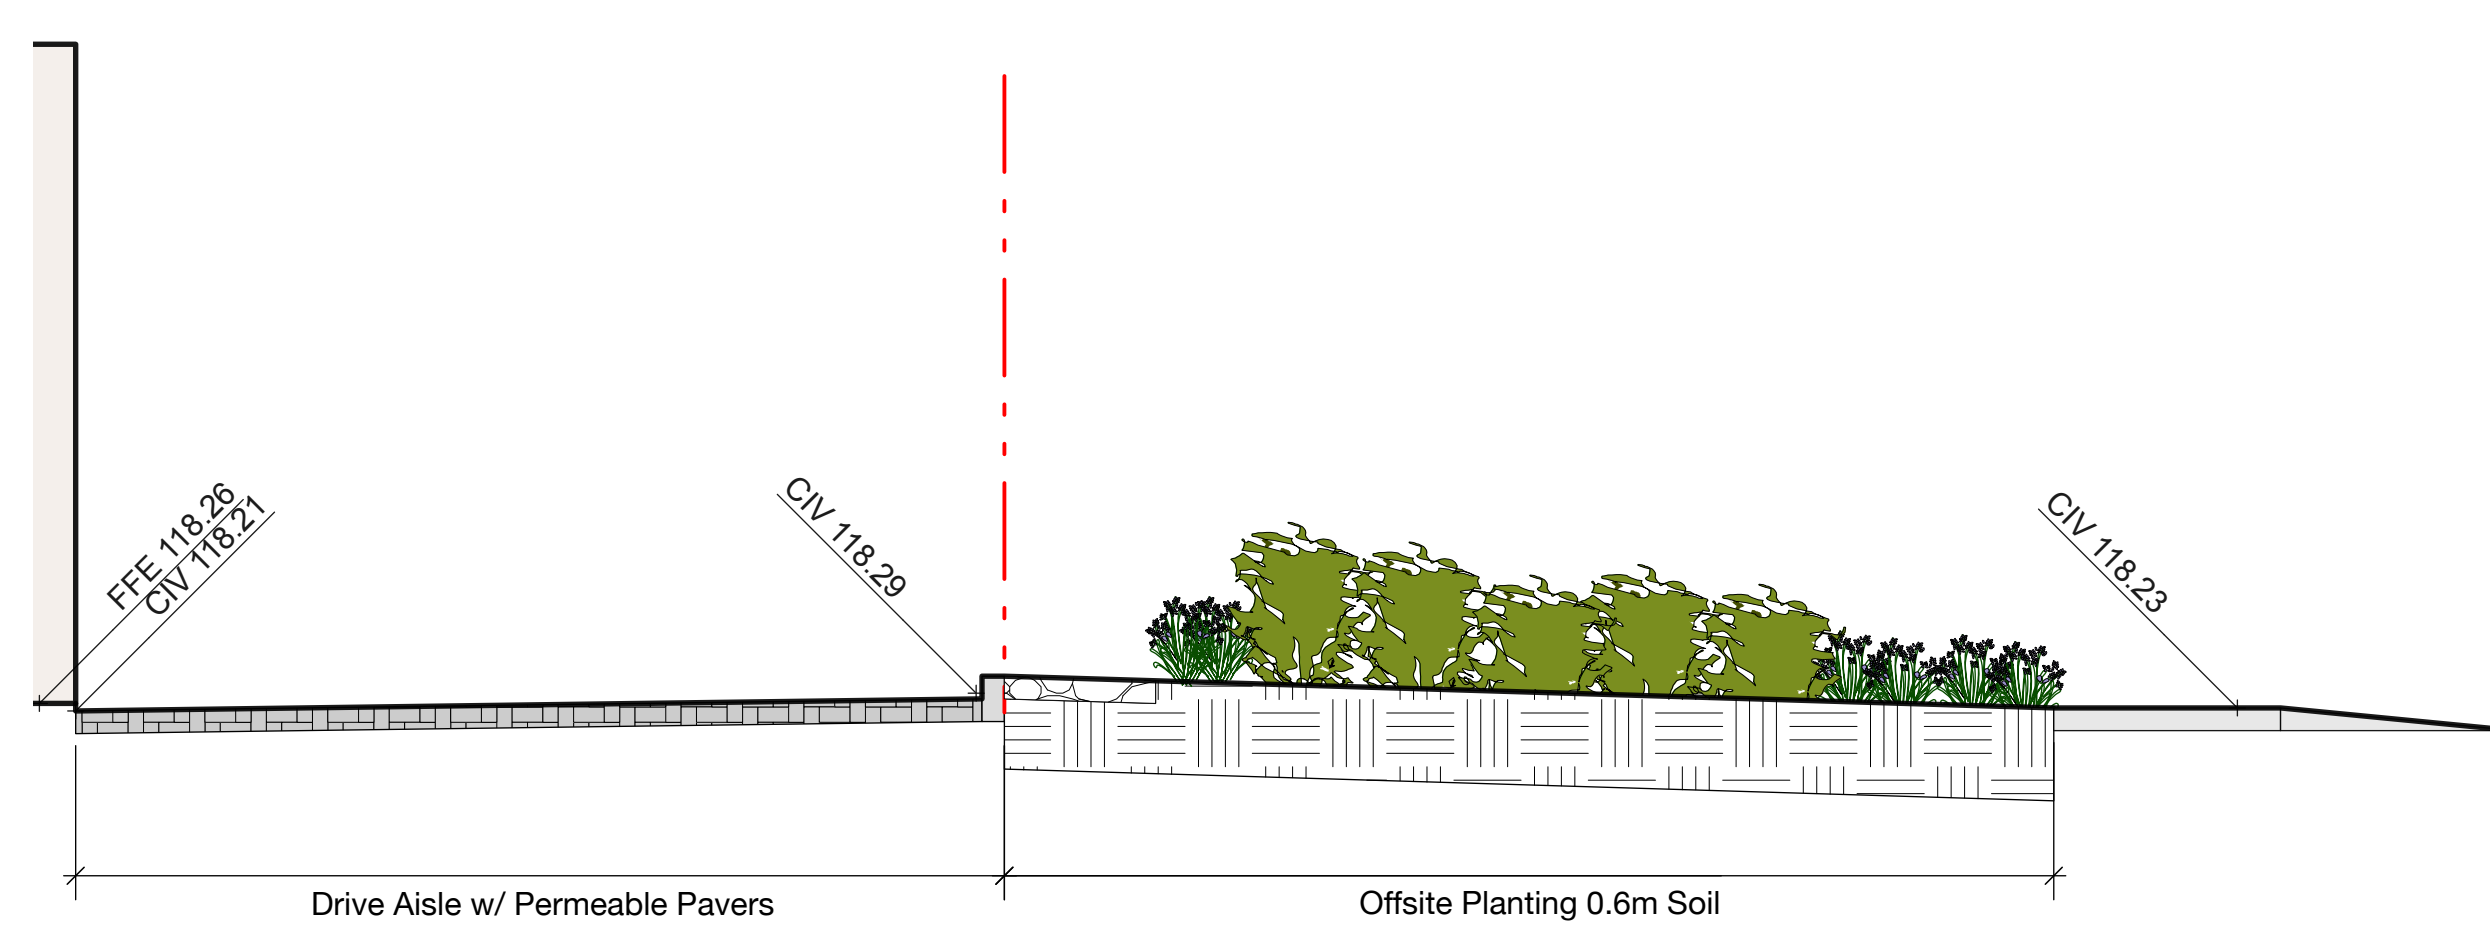 FFE 118.26
CIV 118.21
CIV 118.29
CIV 118.23
Drive Aisle w/ Permeable Pavers
Offsite Planting 0.6m Soil